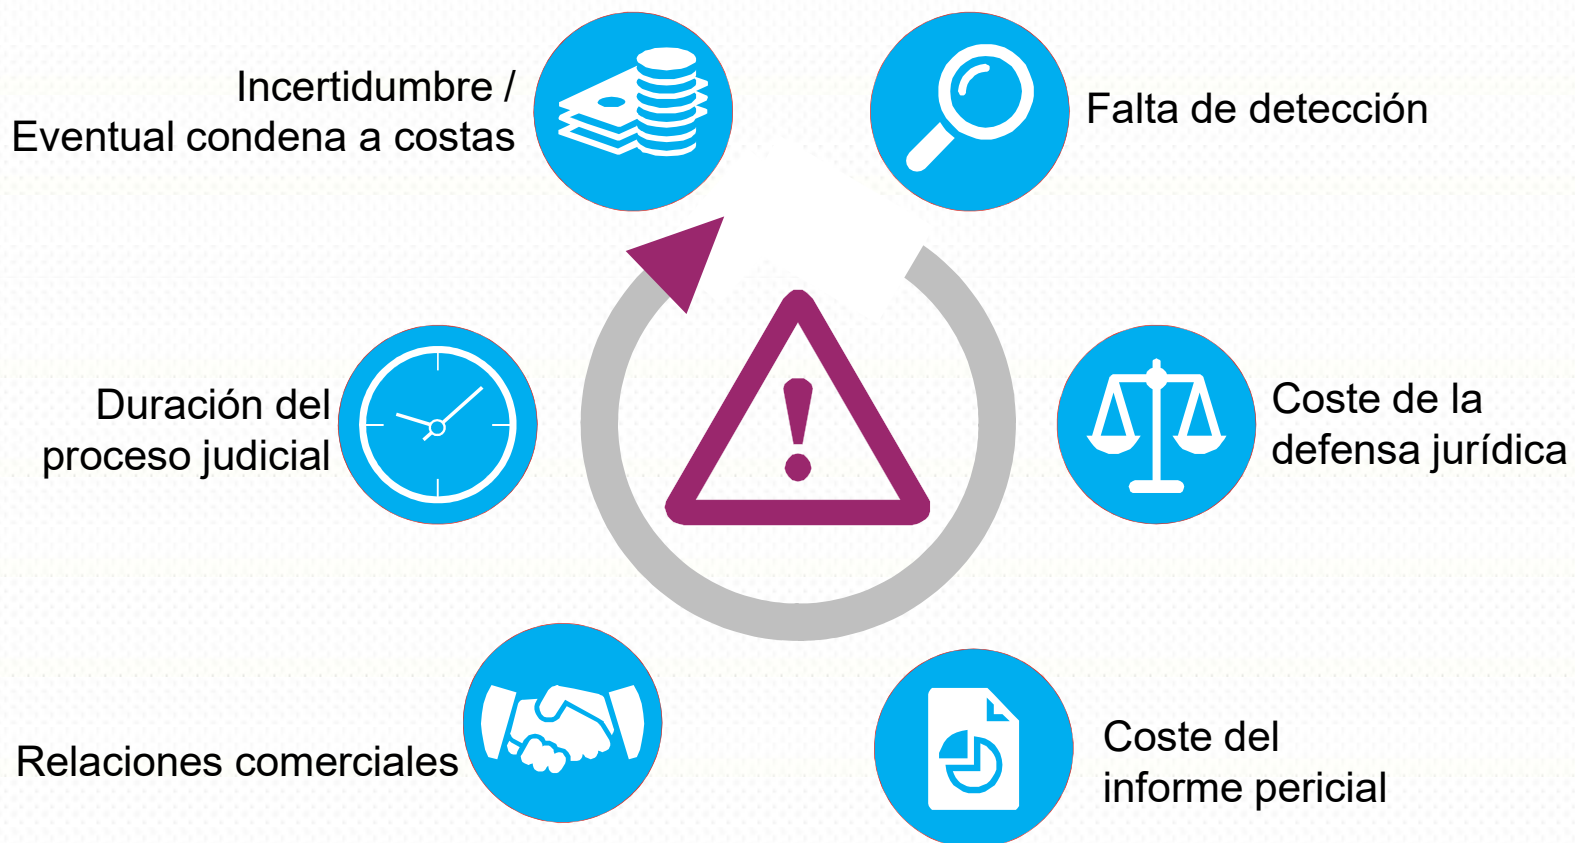 Incertidumbre /
Eventual condena a costas
Falta de detección
Duración del
proceso judicial
Coste de la
defensa jurídica
Relaciones comerciales
Coste del
informe pericial